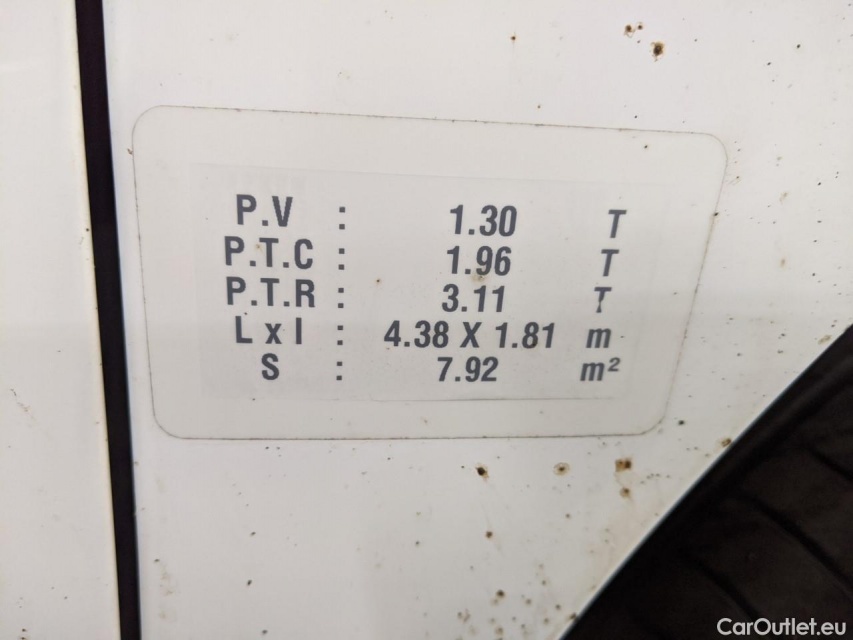 P.V : 1.30 T
P.T.C : 1.96 T
P.T.R : 3.11 T
L x l : 4.38 X 1.81 m
S : 7.92 m²
CarOutlet.eu